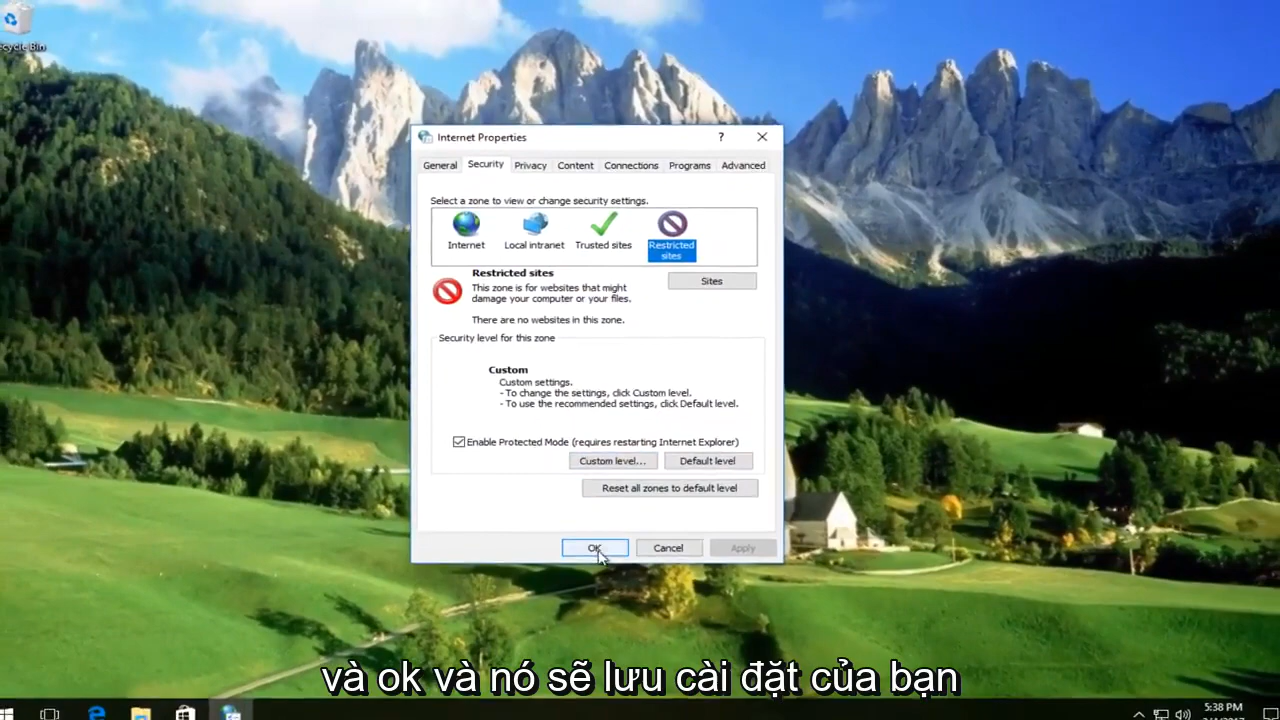 Internet Properties
?
General Security Privacy Content Connections Programs Advanced
Select a zone to view or change security settings.
Internet Local intranet Trusted sites Restricted sites
Restricted sites
Sites
This zone is for websites that might
damage your computer or your files.
There are no websites in this zone.
Security level for this zone
Custom
Custom settings.
- To change the settings, click Custom level.
- To use the recommended settings, click Default level.
Enable Protected Mode (requires restarting Internet Explorer)
Custom level... Default level
Reset all zones to default level
OK Cancel Apply
và ok và nó sẽ lưu cài đặt của bạn
5:38 PM